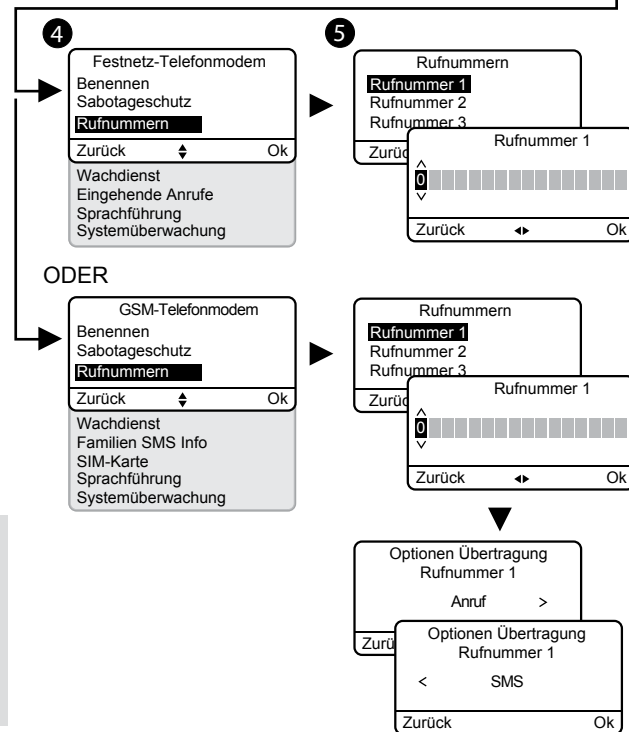 4
Festnetz-Telefonmodem
Benennen
Sabotageschutz
Rufnummern
Zurück Ok
Wachdienst
Eingehende Anrufe
Sprachführung
Systemüberwachung
5
Rufnummern
Rufnummer 1
Rufnummer 2
Rufnummer 3
Zurüc
Rufnummer 1
0
Zurück Ok
ODER
GSM-Telefonmodem
Benennen
Sabotageschutz
Rufnummern
Zurück Ok
Wachdienst
Familien SMS Info
SIM-Karte
Sprachführung
Systemüberwachung
Rufnummern
Rufnummer 1
Rufnummer 2
Rufnummer 3
Zurüc
Rufnummer 1
0
Zurück Ok
Optionen Übertragung
Rufnummer 1
Anruf >
Zurü
Optionen Übertragung
Rufnummer 1
< SMS
Zurück Ok